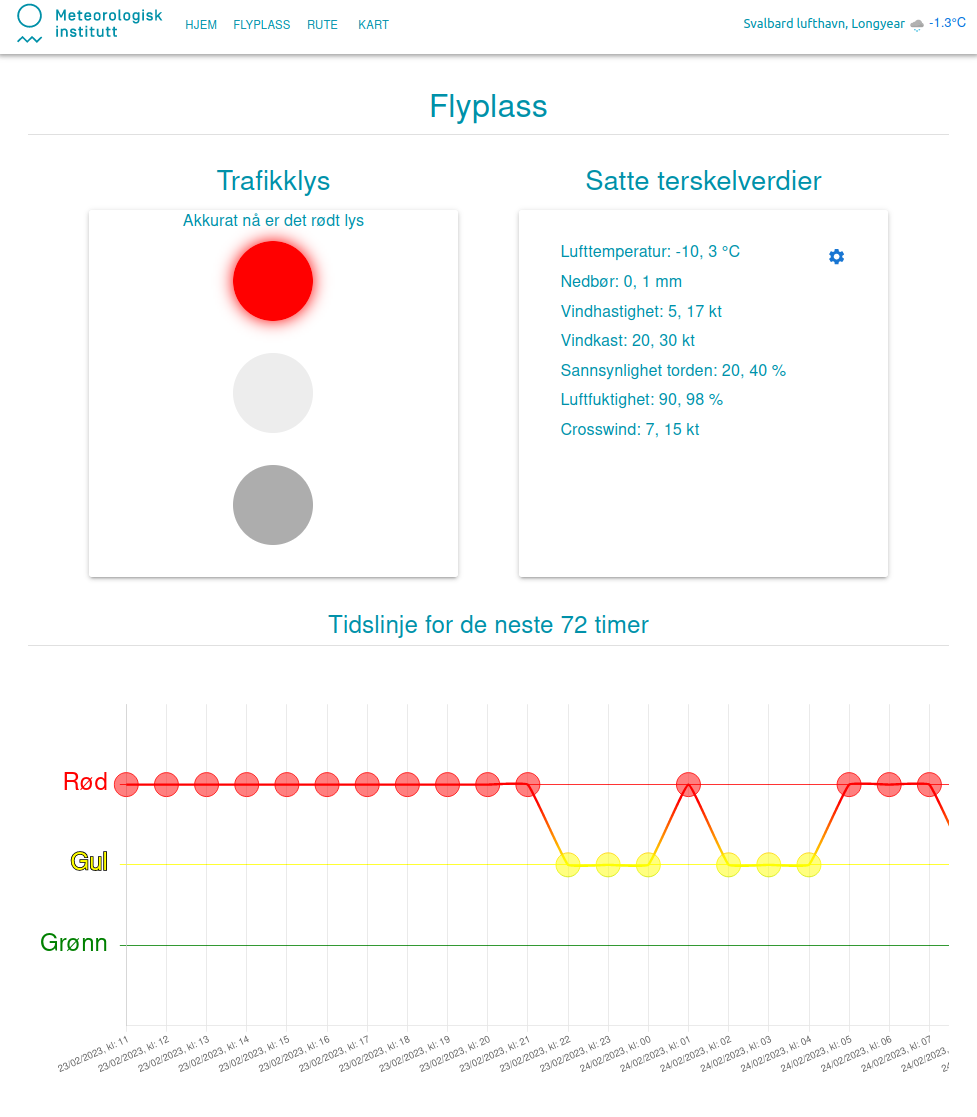 Meteorologisk
institutt
HJEM FLYPLASS RUTE KART
Svalbard lufthavn, Longyear -1.3°C
Flyplass
Trafikklys
Akkurat nå er det rødt lys
Satte terskelverdier
Lufttemperatur: -10, 3 °C
Nedbør: 0, 1 mm
Vindhastighet: 5, 17 kt
Vindkast: 20, 30 kt
Sannsynlighet torden: 20, 40 %
Luftfuktighet: 90, 98 %
Crosswind: 7, 15 kt
Tidslinje for de neste 72 timer
Rød
Gul
Grønn
23/02/2023, kl: 11
23/02/2023, kl: 12
23/02/2023, kl: 13
23/02/2023, kl: 14
23/02/2023, kl: 15
23/02/2023, kl: 16
23/02/2023, kl: 17
23/02/2023, kl: 18
23/02/2023, kl: 19
23/02/2023, kl: 20
23/02/2023, kl: 21
23/02/2023, kl: 22
23/02/2023, kl: 23
24/02/2023, kl: 00
24/02/2023, kl: 01
24/02/2023, kl: 02
24/02/2023, kl: 03
24/02/2023, kl: 04
24/02/2023, kl: 05
24/02/2023, kl: 06
24/02/2023, kl: 07
24/02/2023,